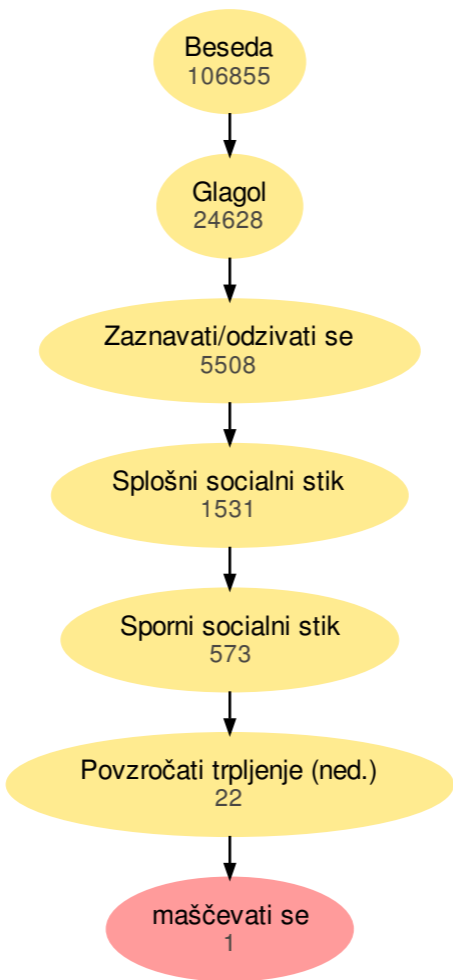 Beseda
106855
Glagol
24628
Zaznavati/odzivati se
5508
Splošni socialni stik
1531
Sporni socialni stik
573
Povzročati trpljenje (ned.)
22
maščevati se
1